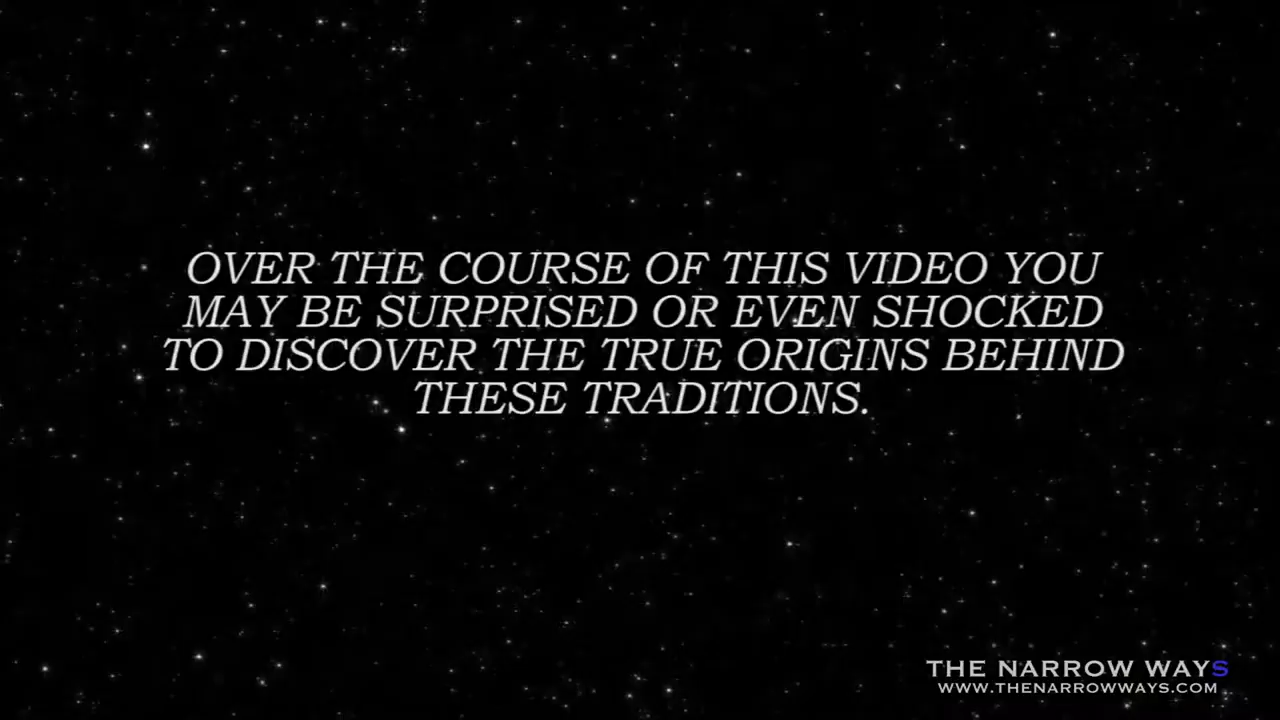 OVER THE COURSE OF THIS VIDEO YOU
MAY BE SURPRISED OR EVEN SHOCKED
TO DISCOVER THE TRUE ORIGINS BEHIND
THESE TRADITIONS.
THE NARROW WAYS
WWW.THENARROWWAYS.COM